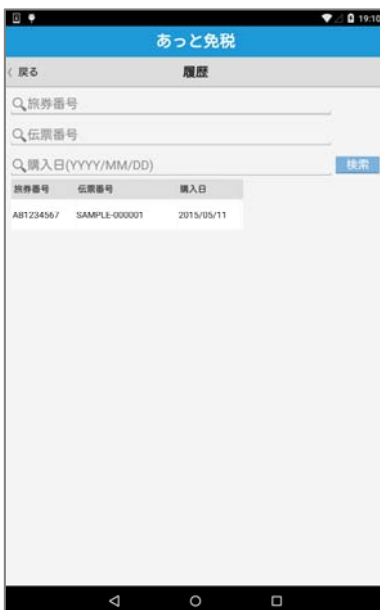 19:10
あっと免税
戻る 履歴
旅券番号
伝票番号
購入日(YYYY/MM/DD) 検索
旅券番号 伝票番号 購入日
AB1234567 SAMPLE-000001 2015/05/11